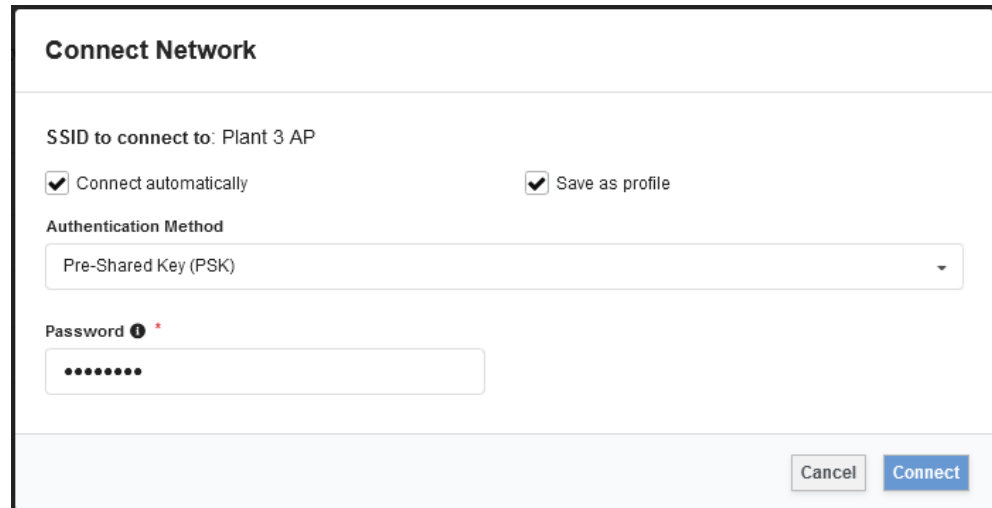 Connect Network
SSID to connect to: Plant 3 AP
Connect automatically
Save as profile
Authentication Method
Pre-Shared Key (PSK)
Password *
••••••••
Cancel
Connect